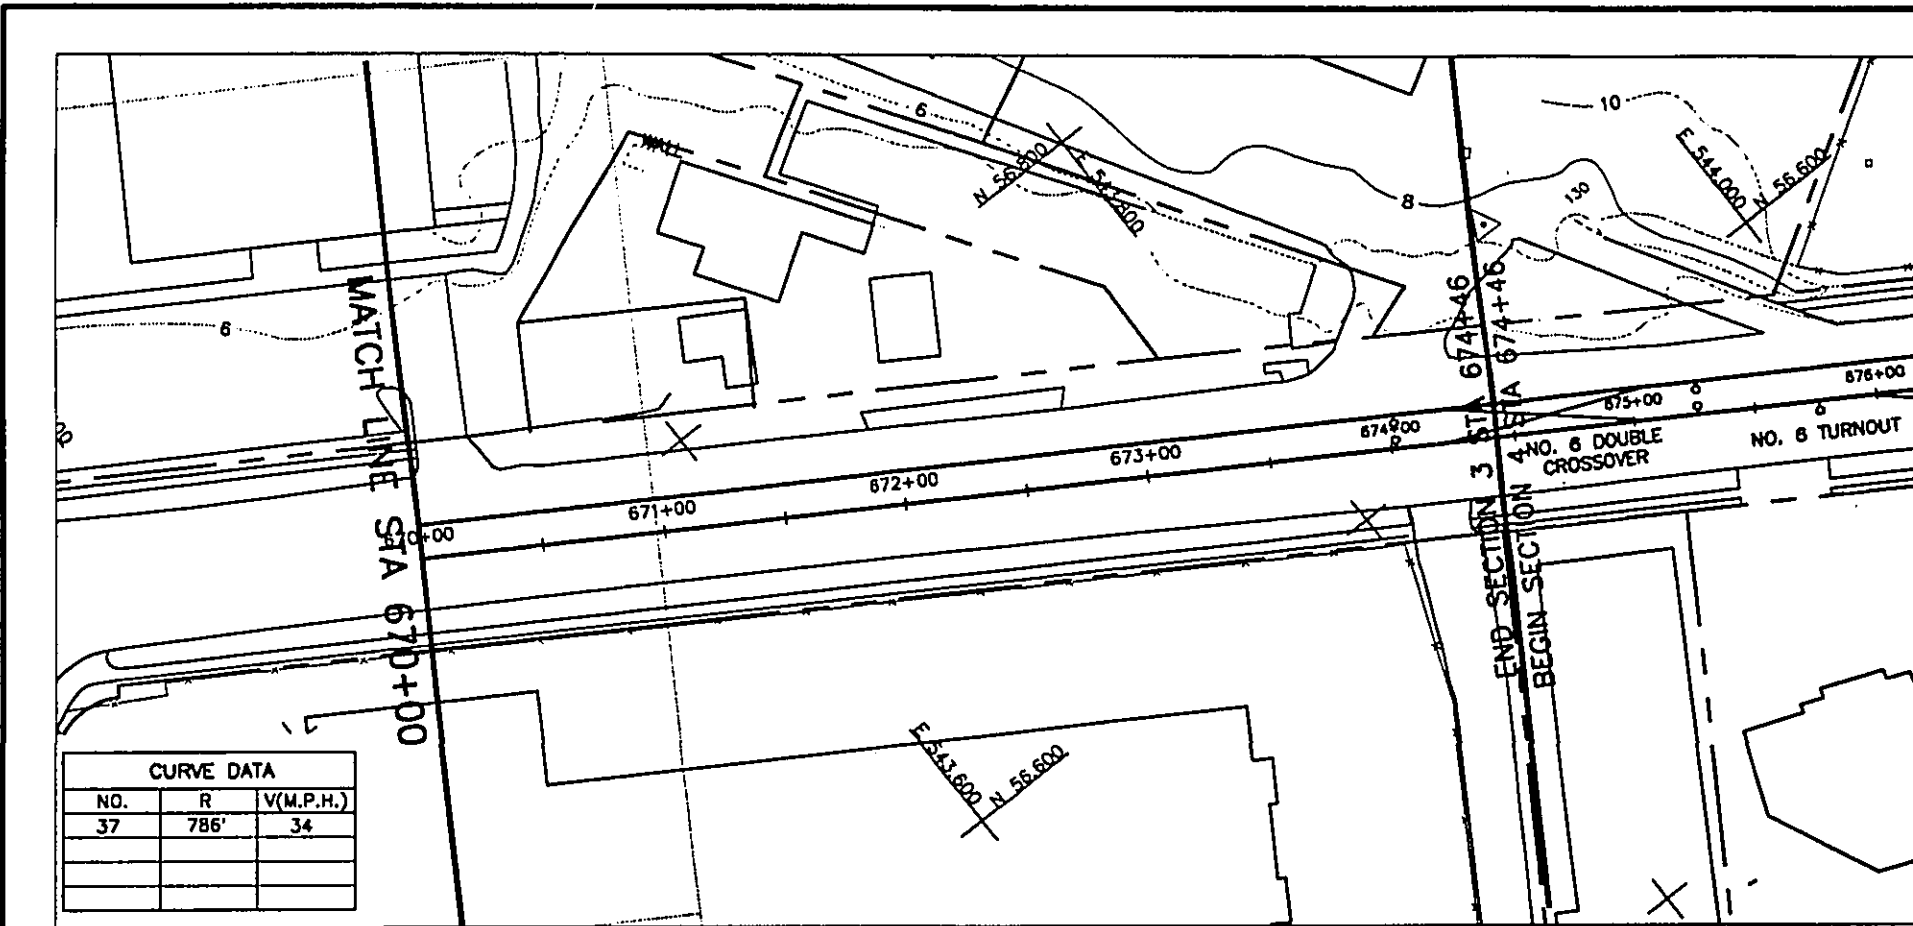 6
10
WALL
N 56.800
E 543.800
E 544.000
N 56.600
8
130
6
MATCH LINE STA 670+00
END SECTION 3 STA 674+46
BEGIN SECTION 4 STA 674+46
670+00
671+00
672+00
673+00
674+00
675+00
676+00
NO. 6 DOUBLE
CROSSOVER
NO. 6 TURNOUT
E 543.600
N 56.600
CURVE DATA
NO. R V(M.P.H.)
37 786' 34